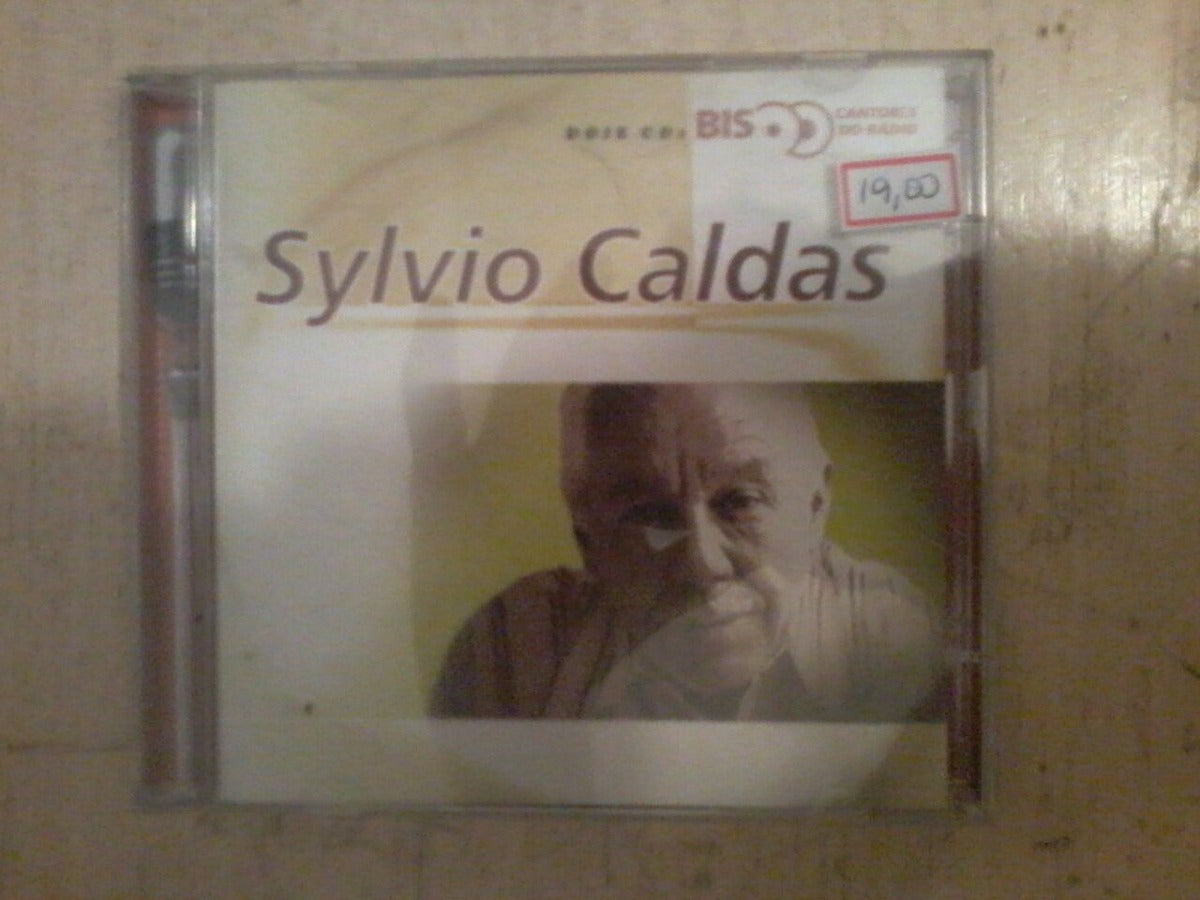 DOIS CDs BIS CANTORES
DO RÁDIO
19,00
Sylvio Caldas